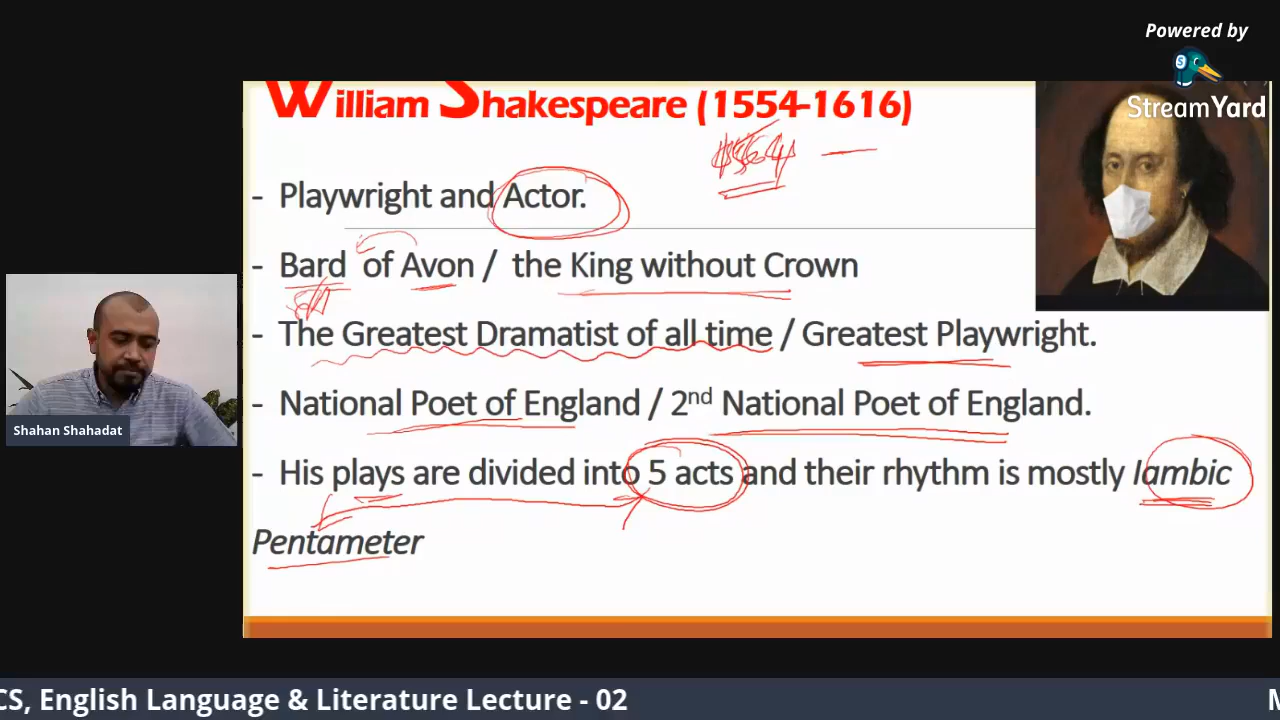 Powered by
StreamYard
William Shakespeare (1554-1616)
1564 —
- Playwright and Actor.
- Bard of Avon / the King without Crown
- The Greatest Dramatist of all time / Greatest Playwright.
- National Poet of England / 2nd National Poet of England.
- His plays are divided into 5 acts and their rhythm is mostly Iambic
Pentameter
Shahan Shahadat
CS, English Language & Literature Lecture - 02